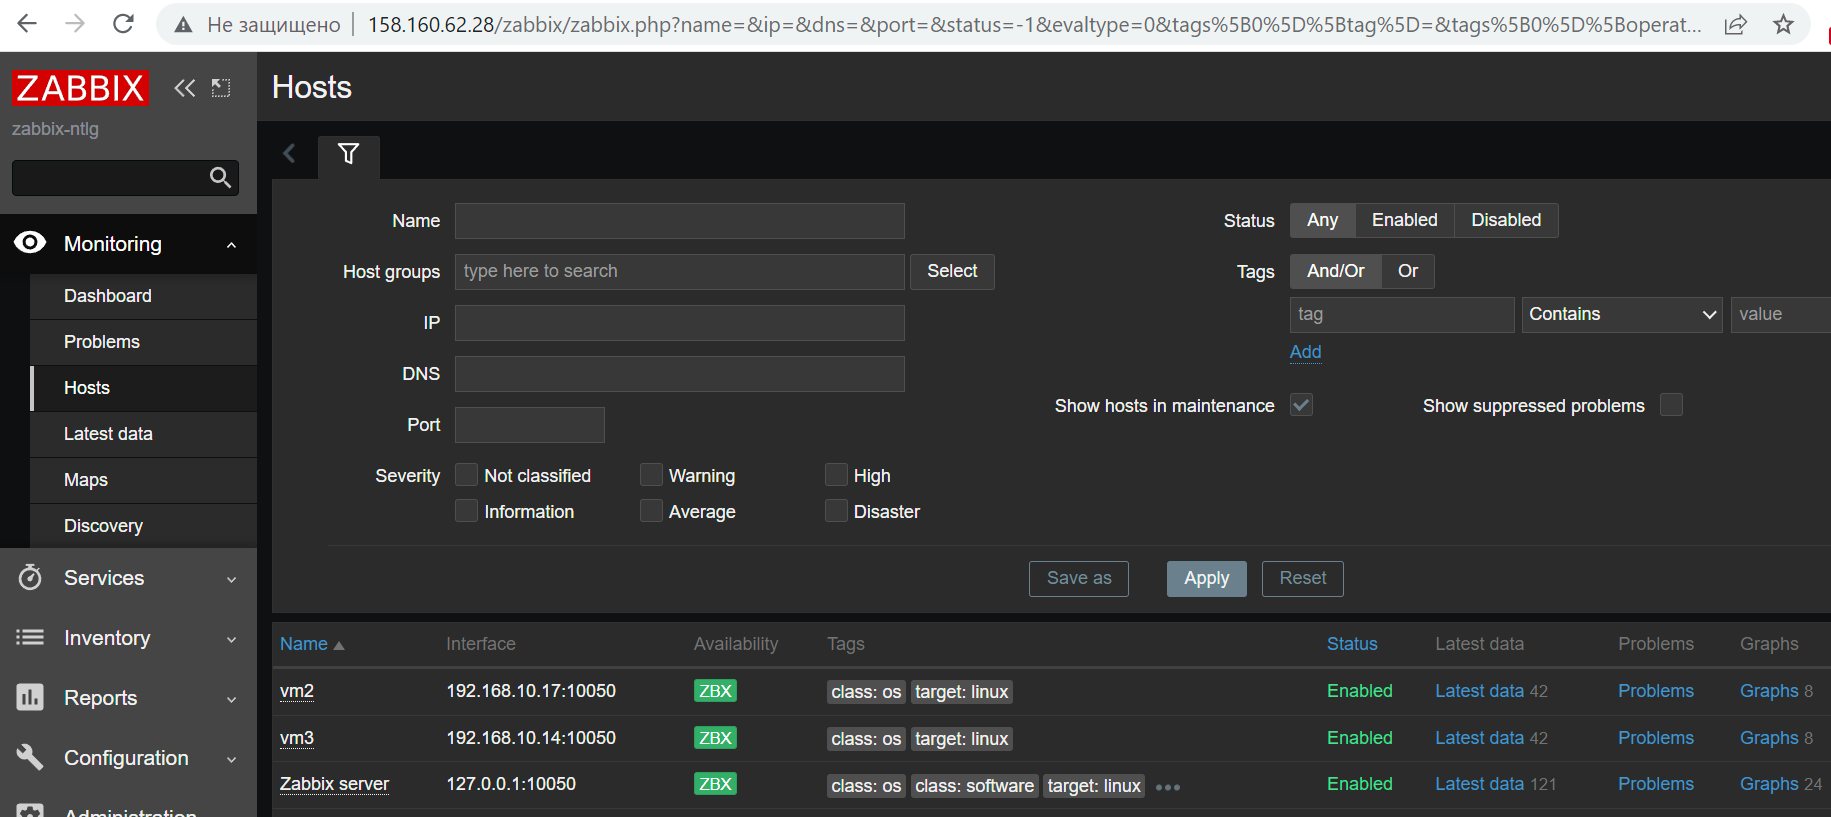 Не защищено 158.160.62.28/zabbix/zabbix.php?name=&ip=&dns=&port=&status=-1&evaltype=0&tags%5B0%5D%5Btag%5D=&tags%5B0%5D%5Boperat...
ZABBIX
zabbix-ntlg
Monitoring
Dashboard
Problems
Hosts
Latest data
Maps
Discovery
Services
Inventory
Reports
Configuration
Administration
Hosts
Name
Host groups type here to search Select
IP
DNS
Port
Severity Not classified Warning High
Information Average Disaster
Status Any Enabled Disabled
Tags And/Or Or
tag Contains value
Add
Show hosts in maintenance Show suppressed problems
Save as Apply Reset
Name Interface Availability Tags Status Latest data Problems Graphs
vm2 192.168.10.17:10050 ZBX class: os target: linux Enabled Latest data 42 Problems Graphs 8
vm3 192.168.10.14:10050 ZBX class: os target: linux Enabled Latest data 42 Problems Graphs 8
Zabbix server 127.0.0.1:10050 ZBX class: os class: software target: linux ••• Enabled Latest data 121 Problems Graphs 24